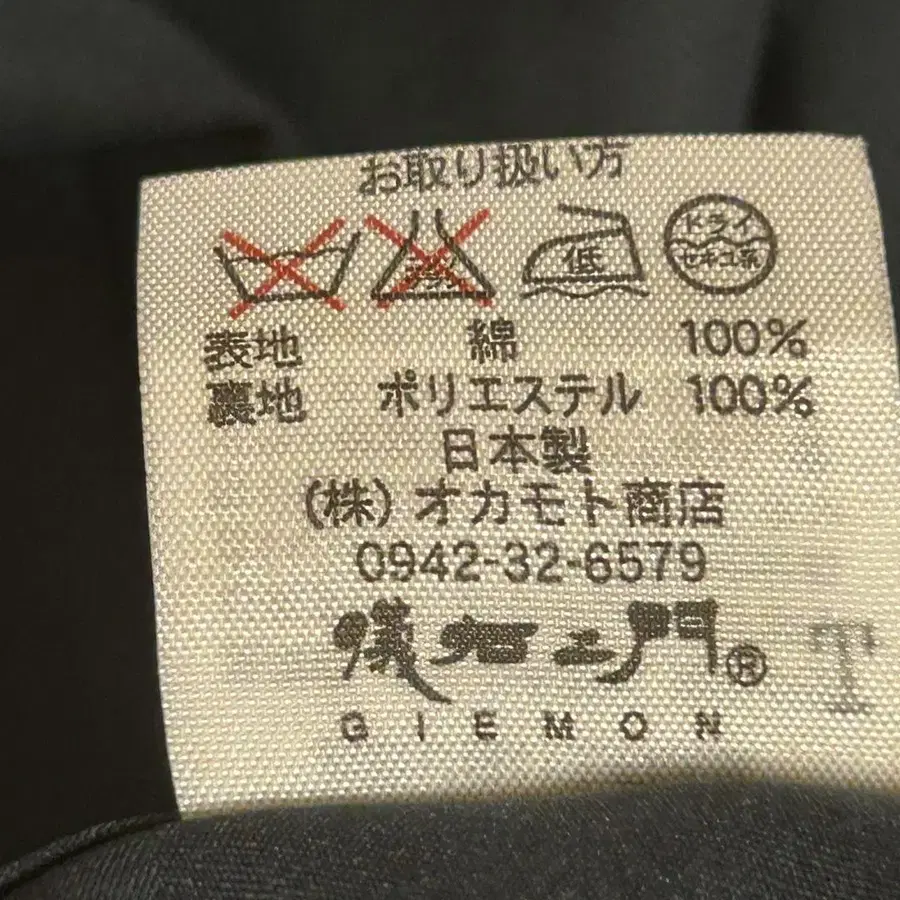 お取り扱い方
低 ドライ
セキユ系
表地 綿 100%
裏地 ポリエステル 100%
日本製
(株)オカモト商店
0942-32-6579
儀右ヱ門®
GIEMON
T